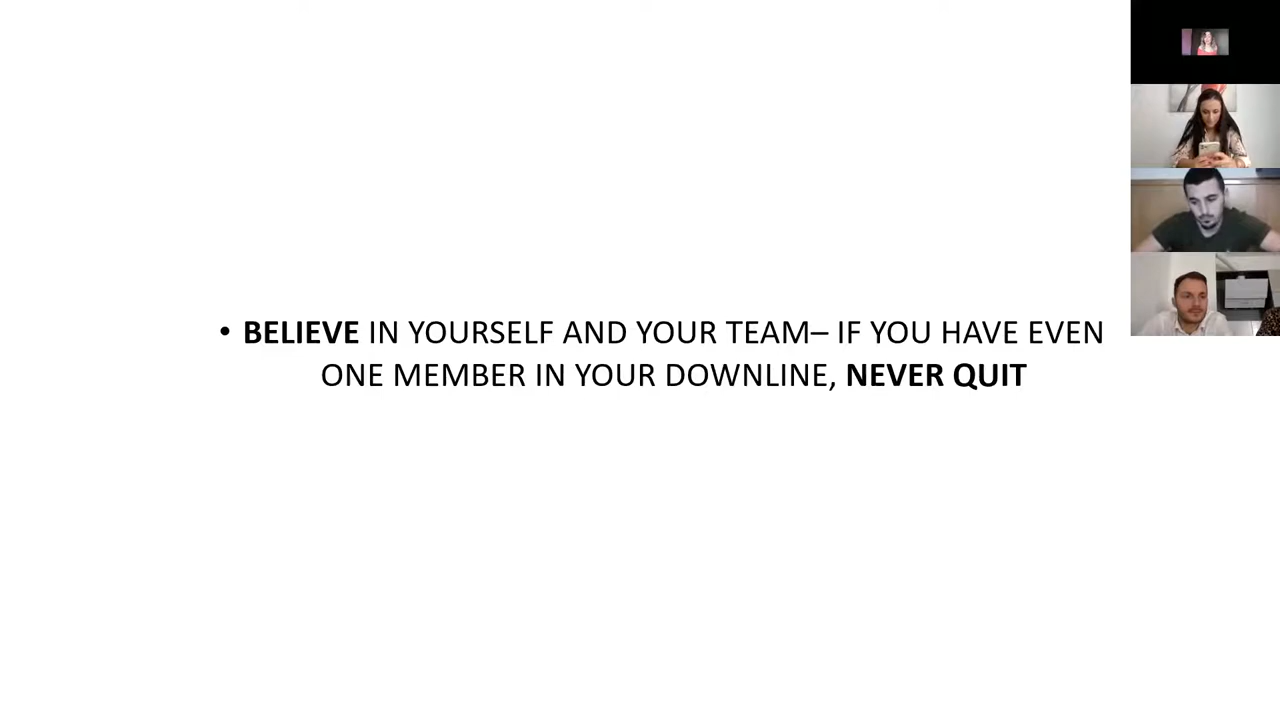 • BELIEVE IN YOURSELF AND YOUR TEAM– IF YOU HAVE EVEN
ONE MEMBER IN YOUR DOWNLINE, NEVER QUIT